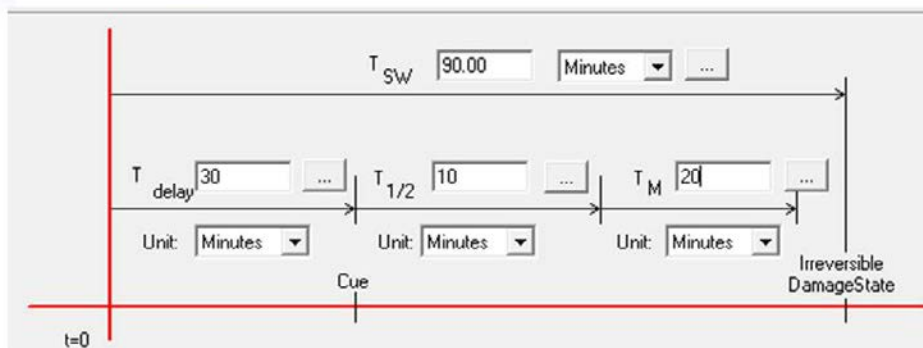 T SW 90.00 Minutes ...
T delay 30 ... T 1/2 10 ... T M 20 ...
Unit: Minutes Unit: Minutes Unit: Minutes
Cue
Irreversible
DamageState
t=0